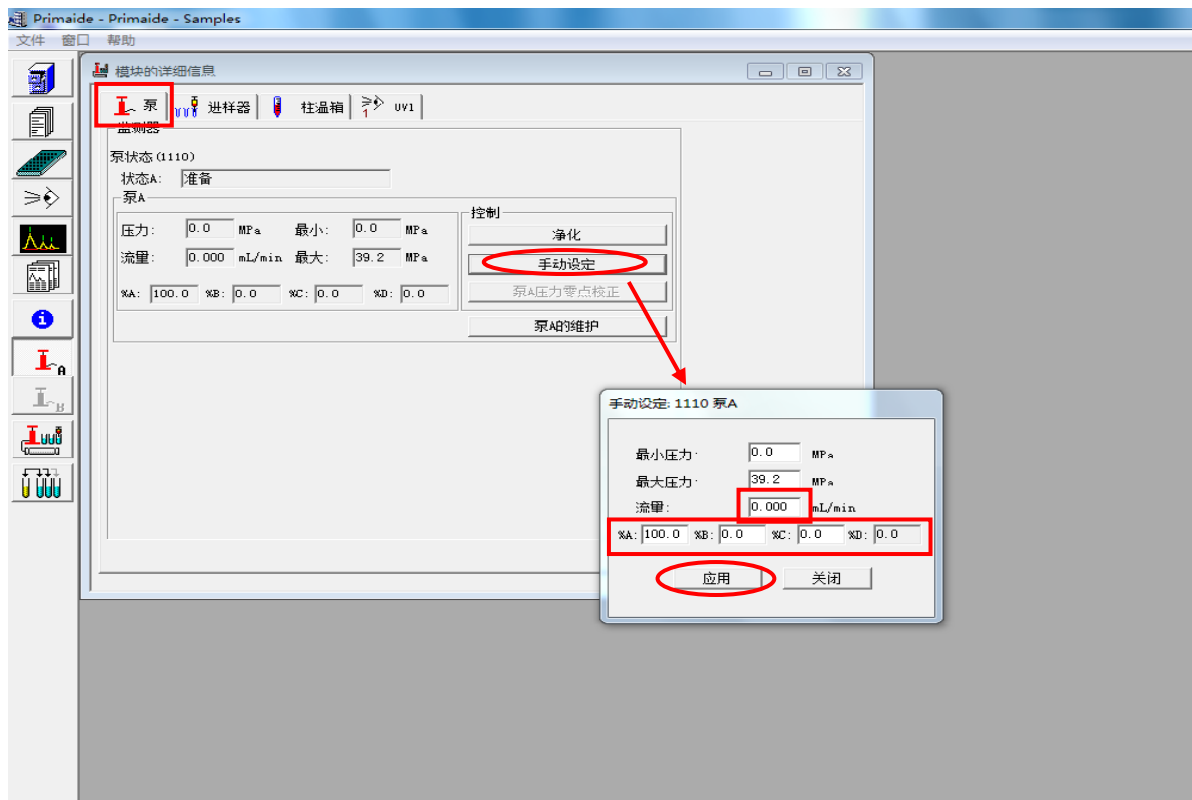 Primaide - Primaide - Samples
文件 窗口 帮助
模块的详细信息
泵 进样器 柱温箱 1 UV1
监测器
泵状态(1110)
状态A: 准备
泵A
压力: 0.0 MPa 最小: 0.0 MPa
流量: 0.000 mL/min 最大: 39.2 MPa
%A: 100.0 %B: 0.0 %C: 0.0 %D: 0.0
控制
净化
手动设定
泵A压力零点校正
泵A的维护
A
B
手动设定: 1110 泵A
最小压力: 0.0 MPa
最大压力: 39.2 MPa
流量: 0.000 mL/min
%A: 100.0 %B: 0.0 %C: 0.0 %D: 0.0
应用 关闭